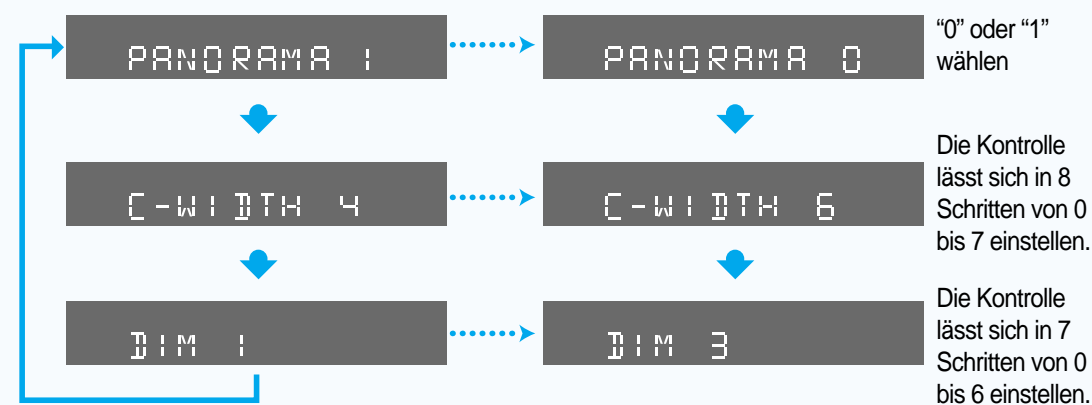 PANORAMA 1
PANORAMA 0
“0” oder “1”
wählen
C-WIDTH 4
C-WIDTH 6
Die Kontrolle
lässt sich in 8
Schritten von 0
bis 7 einstellen.
DIM 1
DIM 3
Die Kontrolle
lässt sich in 7
Schritten von 0
bis 6 einstellen.